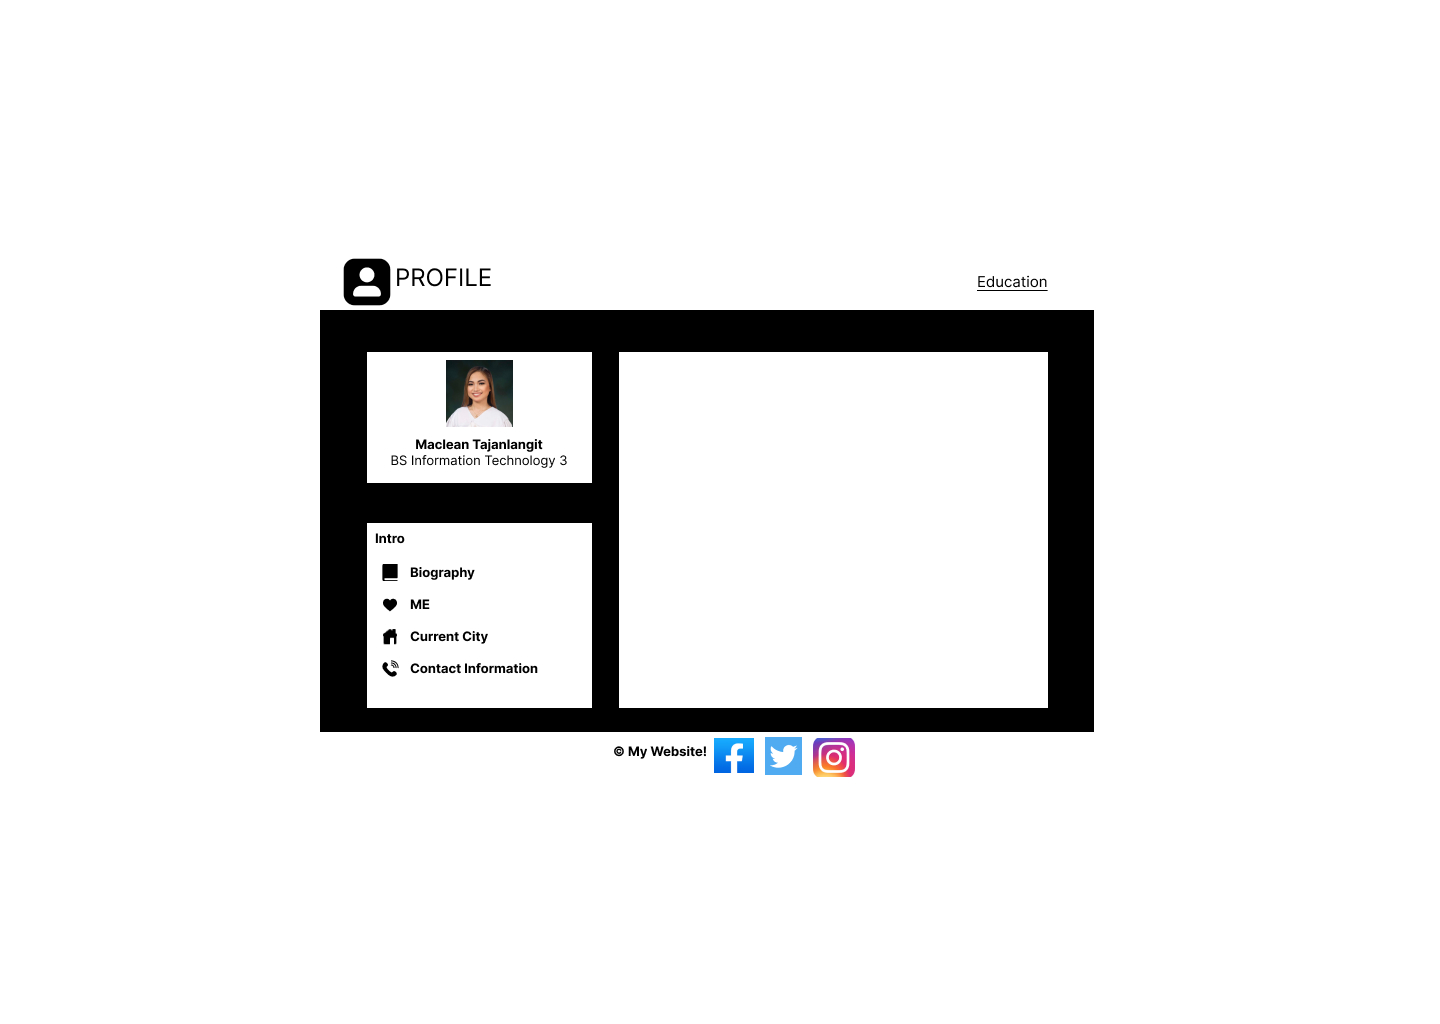 PROFILE
Education
Maclean Tajanlangit
BS Information Technology 3
Intro
Biography
ME
Current City
Contact Information
© My Website!